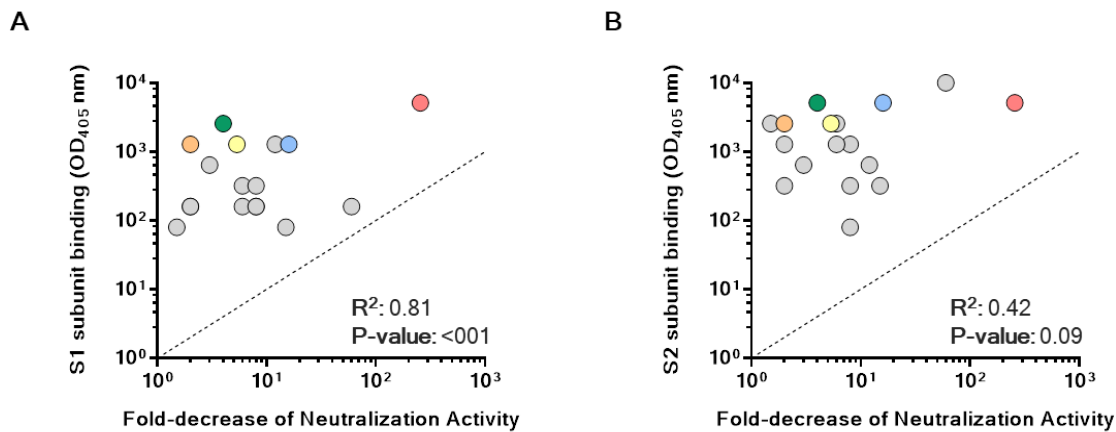 A
S1 subunit binding (OD₄₀₅ nm)
10⁴
10³
10²
10¹
10⁰
R²: 0.81
P-value: <001
10⁰ 10¹ 10² 10³
Fold-decrease of Neutralization Activity
B
S2 subunit binding (OD₄₀₅ nm)
10⁴
10³
10²
10¹
10⁰
R²: 0.42
P-value: 0.09
10⁰ 10¹ 10² 10³
Fold-decrease of Neutralization Activity